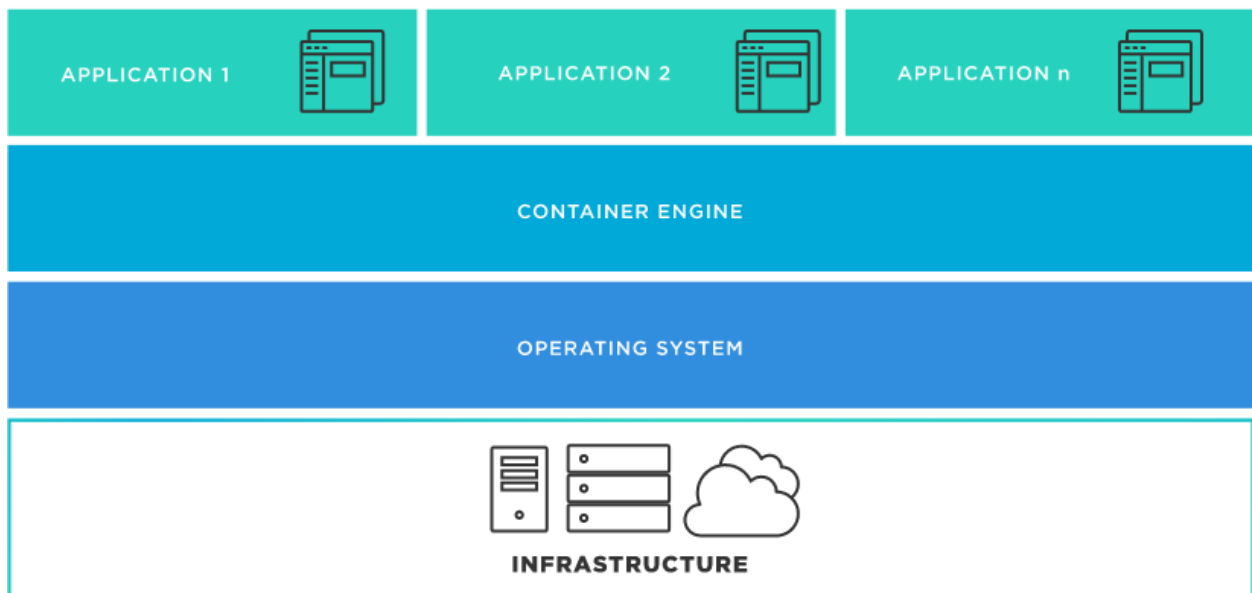 APPLICATION 1
APPLICATION 2
APPLICATION n
CONTAINER ENGINE
OPERATING SYSTEM
INFRASTRUCTURE